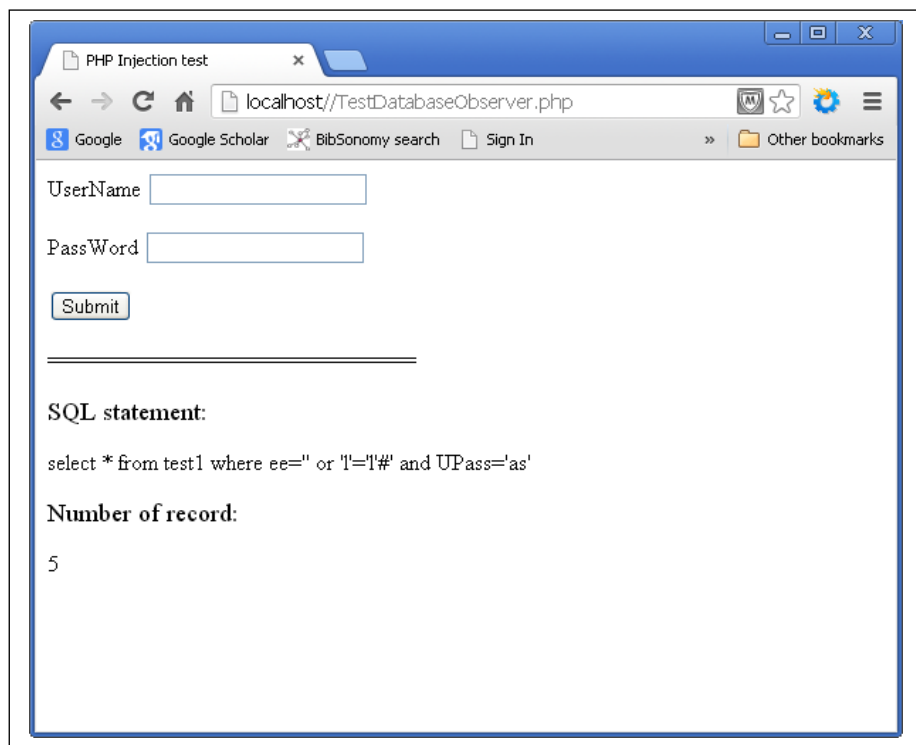 PHP Injection test
localhost//TestDatabaseObserver.php
Google Google Scholar BibSonomy search Sign In » Other bookmarks
UserName
PassWord
Submit
SQL statement:
select * from test1 where ee='' or '1'='1'#' and UPass='as'
Number of record:
5